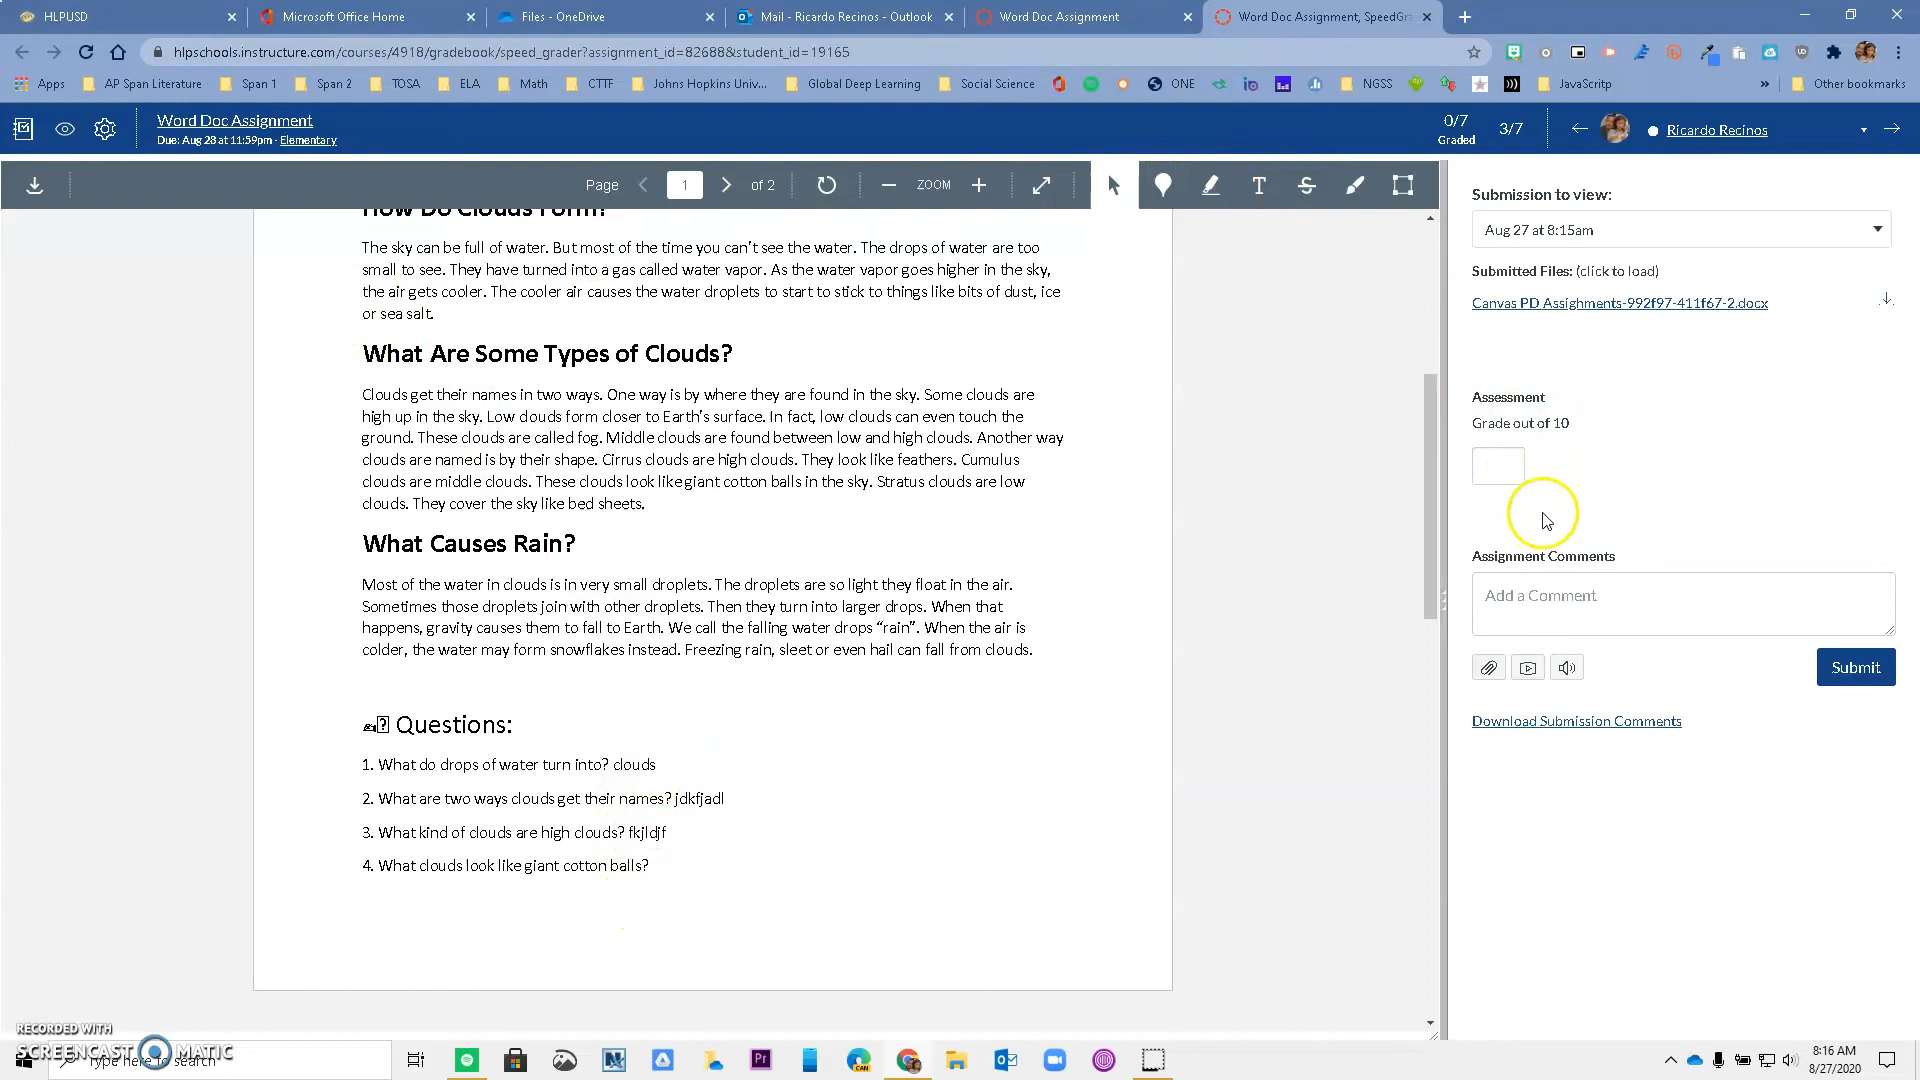 HLPUSD
Microsoft Office Home
Files - OneDrive
Mail - Ricardo Recinos - Outlook
Word Doc Assignment
Word Doc Assignment, SpeedGra
hlpschools.instructure.com/courses/4918/gradebook/speed_grader?assignment_id=82688&student_id=19165
Apps AP Span Literature Span 1 Span 2 TOSA ELA Math CTTF Johns Hopkins Univ... Global Deep Learning Social Science ONE NGSS JavaScritp » Other bookmarks
Word Doc Assignment
Due: Aug 28 at 11:59pm - Elementary
0/7
Graded
3/7
Ricardo Recinos
Page 1 of 2 ZOOM
How Do Clouds Form?
The sky can be full of water. But most of the time you can't see the water. The drops of water are too
small to see. They have turned into a gas called water vapor. As the water vapor goes higher in the sky,
the air gets cooler. The cooler air causes the water droplets to start to stick to things like bits of dust, ice
or sea salt.
What Are Some Types of Clouds?
Clouds get their names in two ways. One way is by where they are found in the sky. Some clouds are
high up in the sky. Low clouds form closer to Earth's surface. In fact, low clouds can even touch the
ground. These clouds are called fog. Middle clouds are found between low and high clouds. Another way
clouds are named is by their shape. Cirrus clouds are high clouds. They look like feathers. Cumulus
clouds are middle clouds. These clouds look like giant cotton balls in the sky. Stratus clouds are low
clouds. They cover the sky like bed sheets.
What Causes Rain?
Most of the water in clouds is in very small droplets. The droplets are so light they float in the air.
Sometimes those droplets join with other droplets. Then they turn into larger drops. When that
happens, gravity causes them to fall to Earth. We call the falling water drops “rain”. When the air is
colder, the water may form snowflakes instead. Freezing rain, sleet or even hail can fall from clouds.
Questions:
1. What do drops of water turn into? clouds
2. What are two ways clouds get their names? jdkfjadl
3. What kind of clouds are high clouds? fkjldjf
4. What clouds look like giant cotton balls?
Submission to view:
Aug 27 at 8:15am
Submitted Files: (click to load)
Canvas PD Assighments-992f97-411f67-2.docx
Assessment
Grade out of 10
Assignment Comments
Add a Comment
Submit
Download Submission Comments
RECORDED WITH
SCREENCAST MATIC
Type here to search
Pr
CAN
8:16 AM
8/27/2020